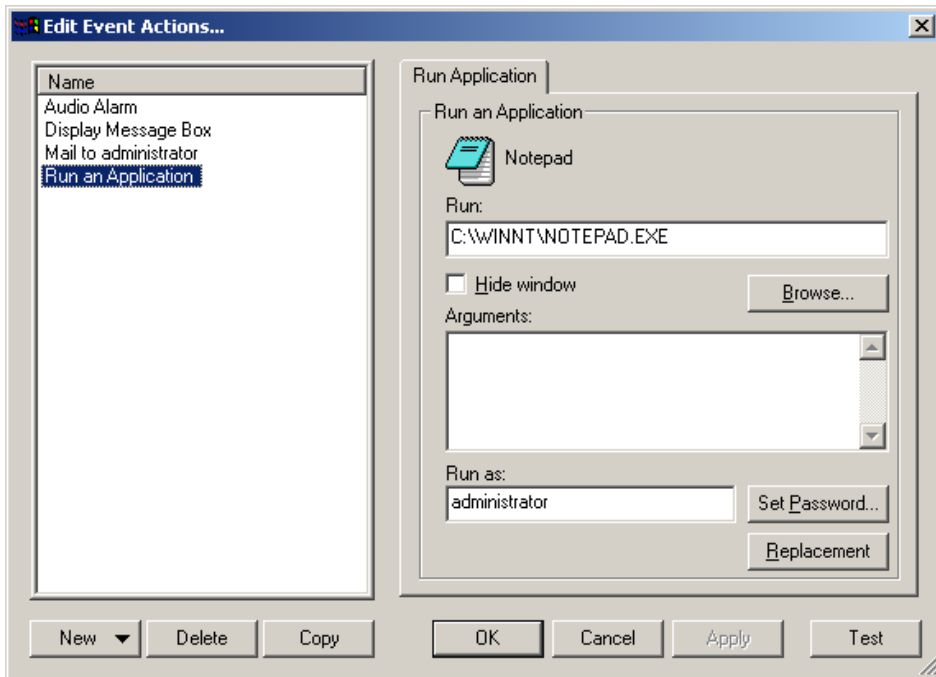 Edit Event Actions...
Name
Audio Alarm
Display Message Box
Mail to administrator
Run an Application
Run Application
Run an Application
Notepad
Run:
C:\WINNT\NOTEPAD.EXE
Hide window
Browse...
Arguments:
Run as:
administrator
Set Password...
Replacement
New
Delete
Copy
OK
Cancel
Apply
Test